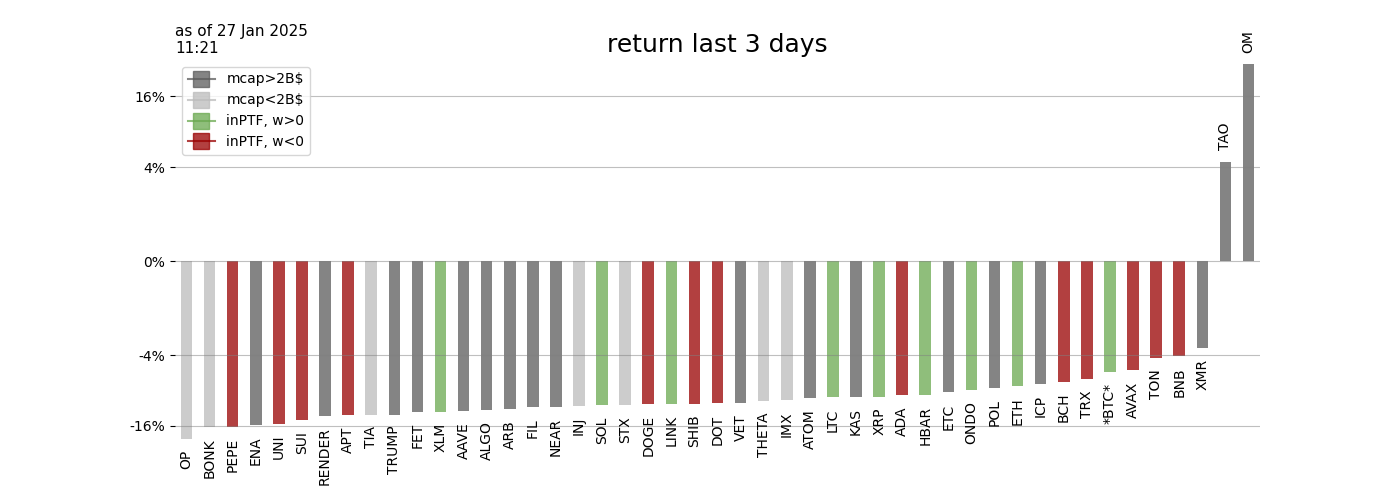 as of 27 Jan 2025
11:21
return last 3 days
mcap>2B$
mcap<2B$
inPTF, w>0
inPTF, w<0
16%
4%
0%
-4%
-16%
OP
BONK
PEPE
ENA
UNI
SUI
RENDER
APT
TIA
TRUMP
FET
XLM
AAVE
ALGO
ARB
FIL
NEAR
INJ
SOL
STX
DOGE
LINK
SHIB
DOT
VET
THETA
IMX
ATOM
LTC
KAS
XRP
ADA
HBAR
ETC
ONDO
POL
ETH
ICP
BCH
TRX
*BTC*
AVAX
TON
BNB
XMR
TAO
OM